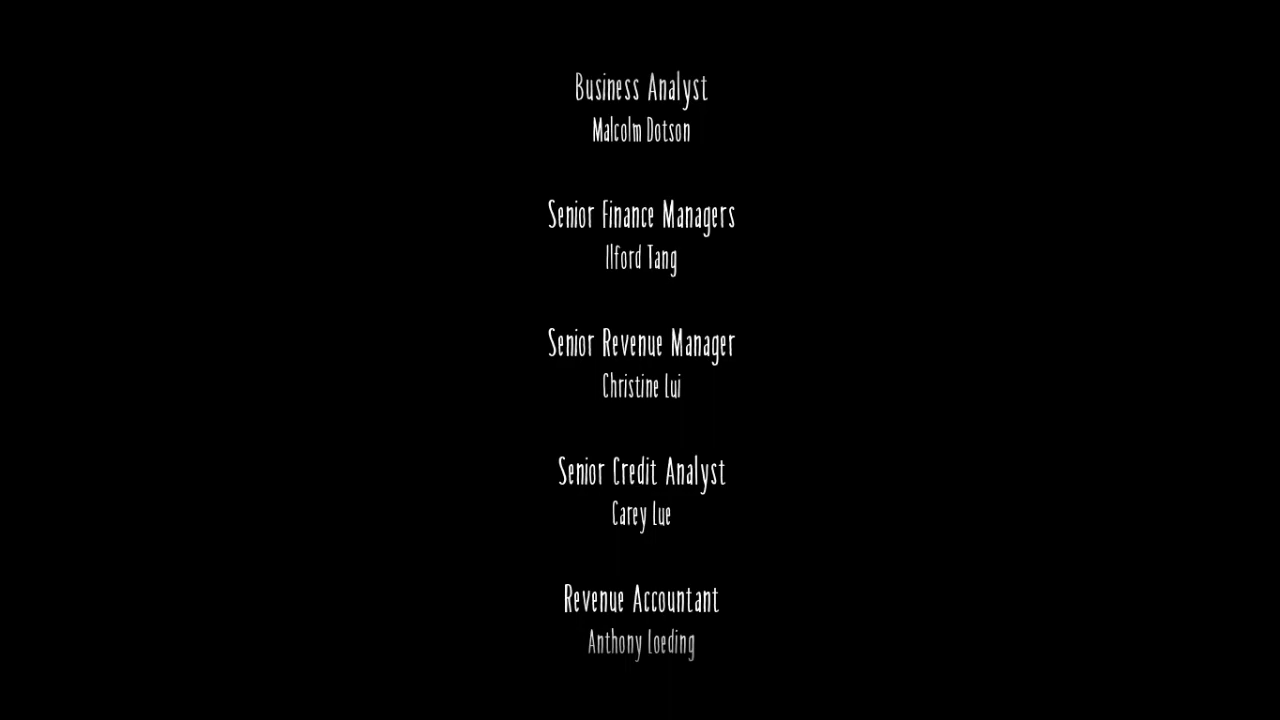 Business Analyst
Malcolm Dotson
Senior Finance Managers
Ilford Tang
Senior Revenue Manager
Christine Lui
Senior Credit Analyst
Carey Lue
Revenue Accountant
Anthony Loeding